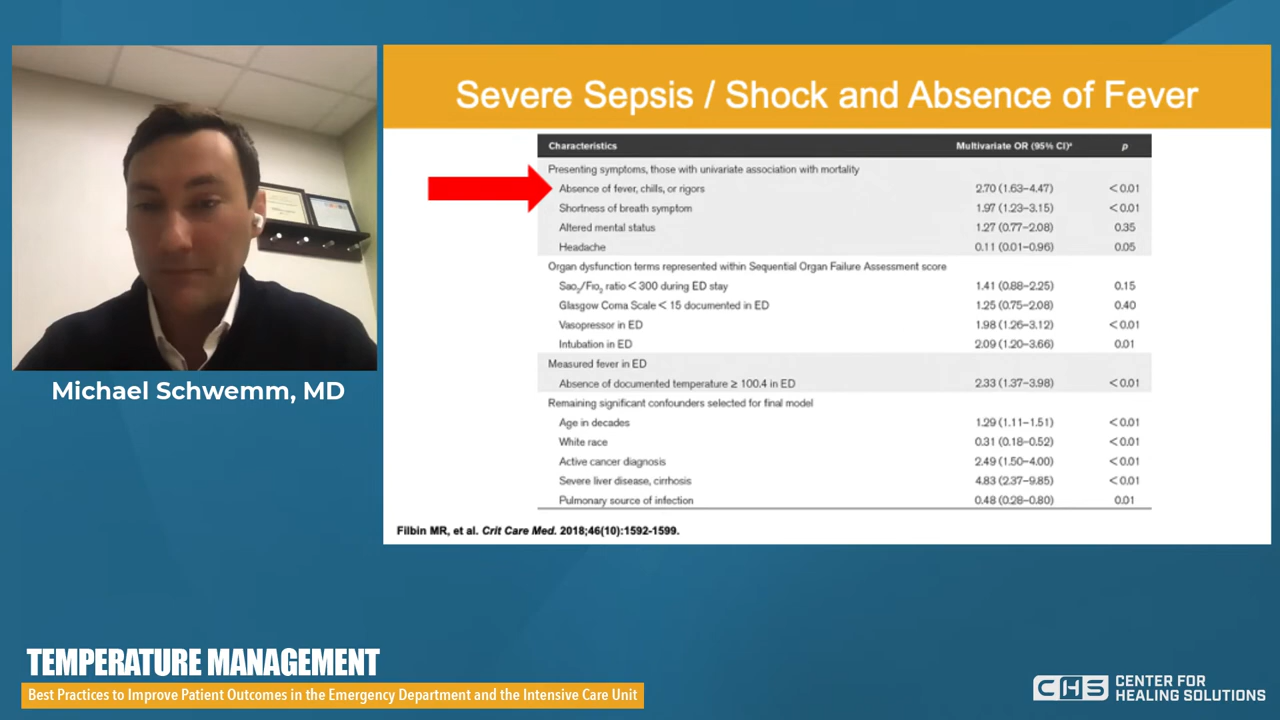 Severe Sepsis / Shock and Absence of Fever
Characteristics Multivariate OR (95% CI)ᵃ p
Presenting symptoms, those with univariate association with mortality
Absence of fever, chills, or rigors 2.70 (1.63–4.47) < 0.01
Shortness of breath symptom 1.97 (1.23–3.15) < 0.01
Altered mental status 1.27 (0.77–2.08) 0.35
Headache 0.11 (0.01–0.96) 0.05
Organ dysfunction terms represented within Sequential Organ Failure Assessment score
Sao₂/Fio₂ ratio < 300 during ED stay 1.41 (0.88–2.25) 0.15
Glasgow Coma Scale < 15 documented in ED 1.25 (0.75–2.08) 0.40
Vasopressor in ED 1.98 (1.26–3.12) < 0.01
Intubation in ED 2.09 (1.20–3.66) 0.01
Measured fever in ED
Absence of documented temperature ≥ 100.4 in ED 2.33 (1.37–3.98) < 0.01
Remaining significant confounders selected for final model
Age in decades 1.29 (1.11–1.51) < 0.01
White race 0.31 (0.18–0.52) < 0.01
Active cancer diagnosis 2.49 (1.50–4.00) < 0.01
Severe liver disease, cirrhosis 4.83 (2.37–9.85) < 0.01
Pulmonary source of infection 0.48 (0.28–0.80) 0.01
Filbin MR, et al. Crit Care Med. 2018;46(10):1592-1599.
Michael Schwemm, MD
TEMPERATURE MANAGEMENT
Best Practices to Improve Patient Outcomes in the Emergency Department and the Intensive Care Unit
CHS CENTER FOR
HEALING SOLUTIONS